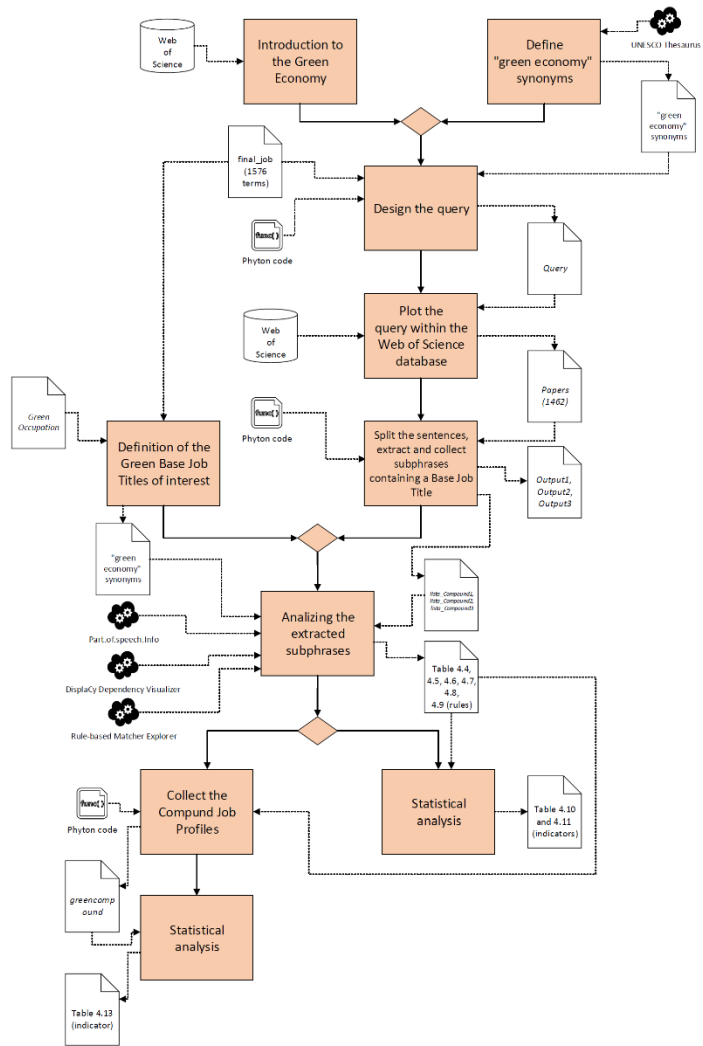 Web
of
Science
Introduction to
the Green
Economy
Define
"green economy"
synonyms
UNESCO Thesaurus
"green
economy"
synonyms
final_job
(1576
terms)
Design the query
func()
Phyton code
Query
Plot the
query within the
Web of Science
database
Web
of
Science
Papers
(1462)
func()
Phyton code
Green
Occupation
Definition of the
Green Base Job
Titles of interest
Split the sentences,
extract and collect
subphrases
containing a Base Job
Title
Output1,
Output2,
Output3
"green
economy"
synonyms
lista_Compound1,
lista_Compound2,
lista_Compound3
Analizing the
extracted
subphrases
Part.of.speech.Info
DisplaCy Dependency Visualizer
Rule-based Matcher Explorer
Table 4.4,
4.5, 4.6, 4.7,
4.8,
4.9 (rules)
func()
Phyton code
Collect the
Compund Job
Profiles
Statistical
analysis
Table 4.10
and 4.11
(indicators)
greencomp
ound
Statistical
analysis
Table 4.13
(indicator)